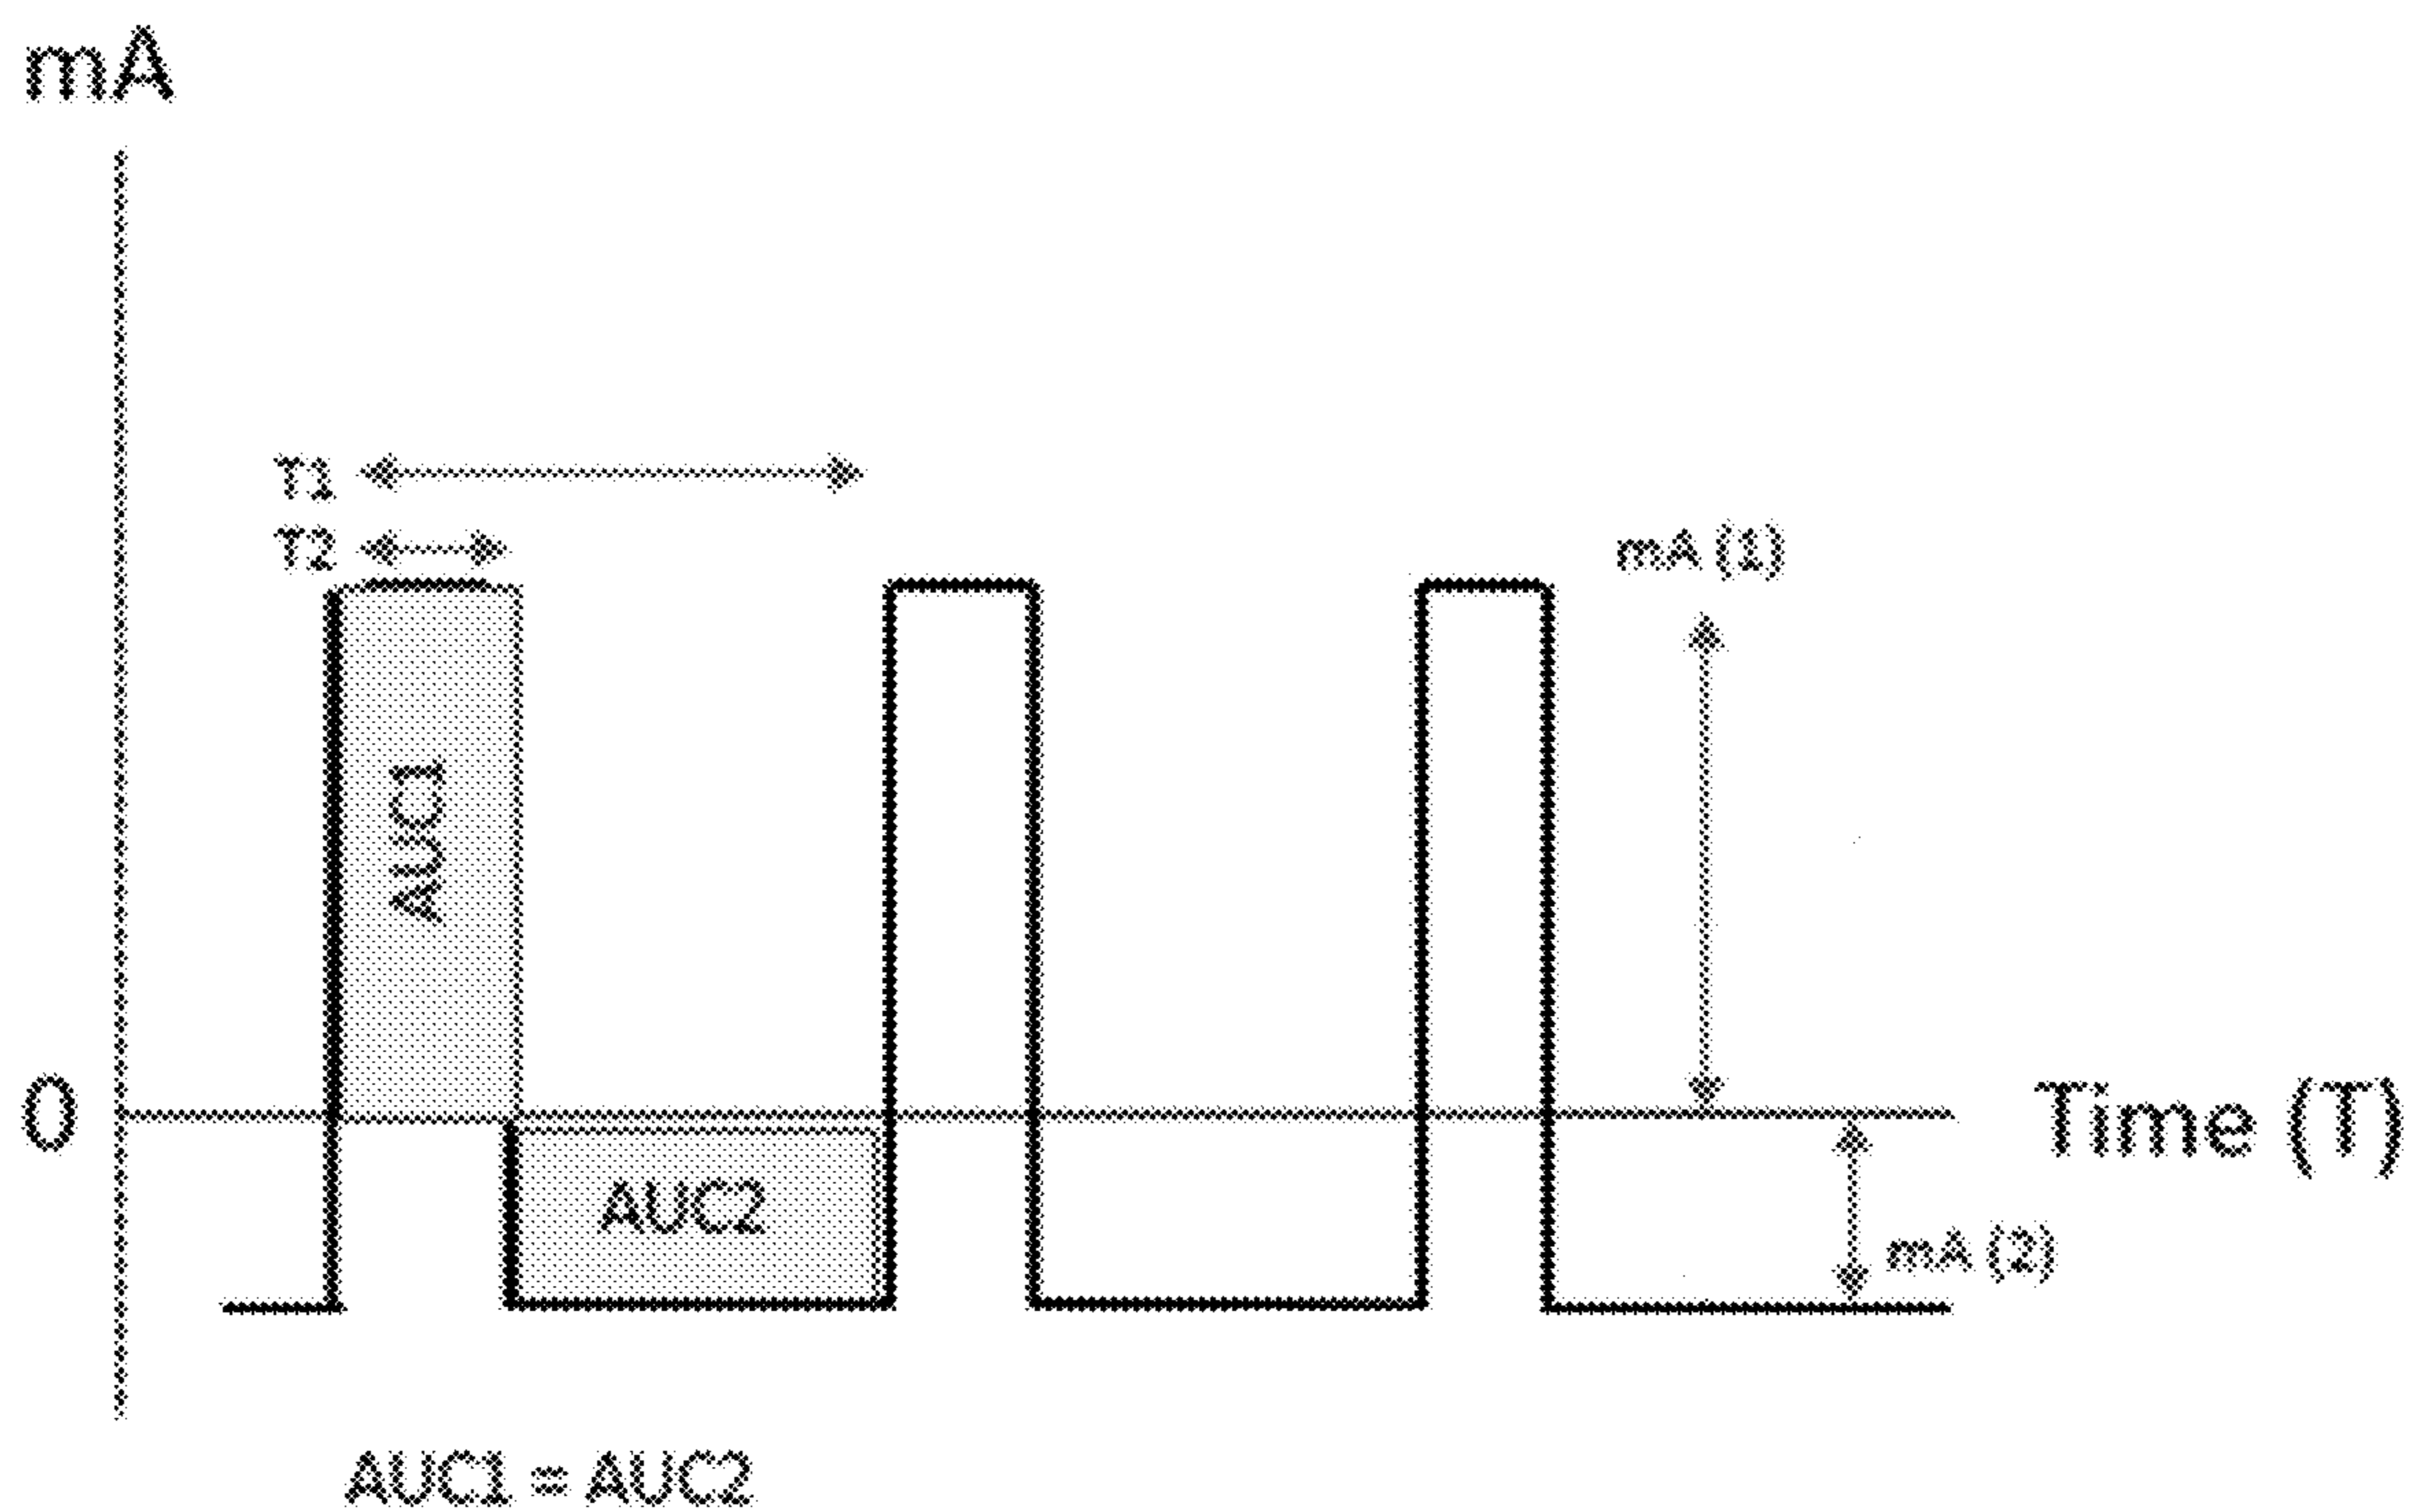 mA
T1
T2
mA (1)
AUC1
0
Time (T)
AUC2
mA (2)
AUC1 = AUC2